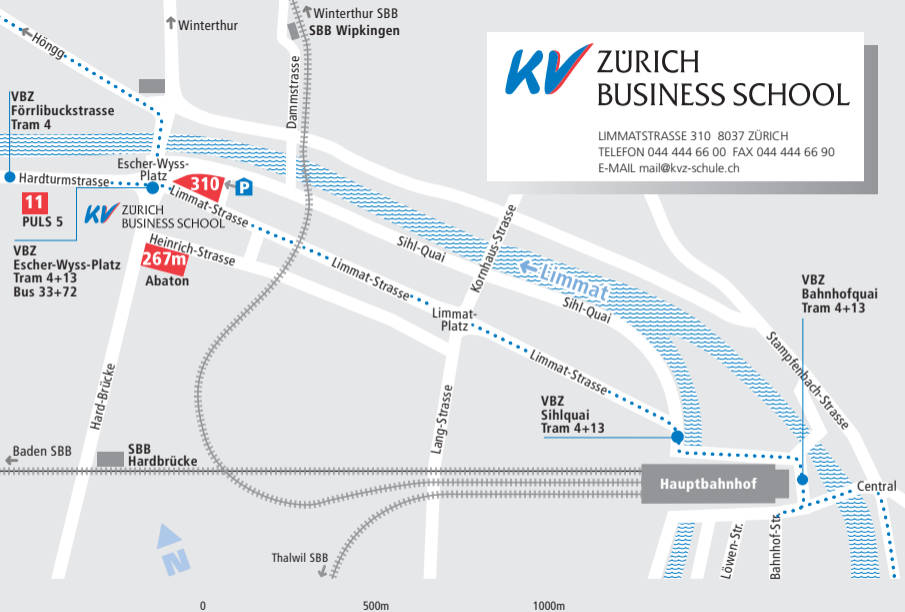 Winterthur
Winterthur SBB
SBB Wipkingen
Höngg
Dammstrasse
KV ZÜRICH
BUSINESS SCHOOL
LIMMATSTRASSE 310 8037 ZÜRICH
TELEFON 044 444 66 00 FAX 044 444 66 90
E-MAIL mail@kvz-schule.ch
VBZ
Förrlibuckstrasse
Tram 4
Escher-Wyss-
Platz
Hardturmstrasse
310
P
11
PULS 5
KV ZÜRICH
BUSINESS SCHOOL
Limmat-Strasse
VBZ
Escher-Wyss-Platz
Tram 4+13
Bus 33+72
Heinrich-Strasse
267m
Abaton
Sihl-Quai
Kornhaus-Strasse
Limmat
Limmat-Strasse
Sihl-Quai
VBZ
Bahnhofquai
Tram 4+13
Limmat-
Platz
Limmat-Strasse
Stampfenbach-Strasse
Hard-Brücke
Lang-Strasse
VBZ
Sihlquai
Tram 4+13
Baden SBB
SBB
Hardbrücke
Hauptbahnhof
Central
N
Thalwil SBB
Löwen-Str.
Bahnhof-Str.
0
500m
1000m